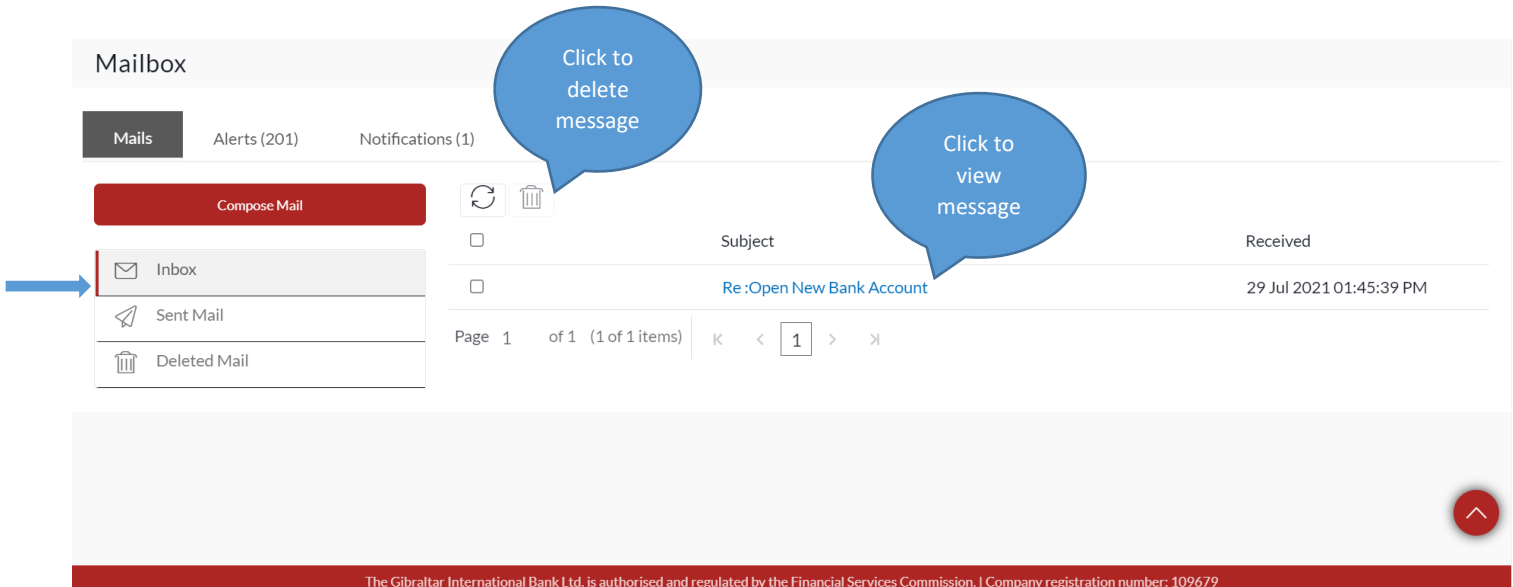 Mailbox
Click to
delete
message
Mails
Alerts (201)
Notifications (1)
Click to
view
message
Compose Mail
Inbox
Sent Mail
Deleted Mail
Subject
Received
Re :Open New Bank Account
29 Jul 2021 01:45:39 PM
Page 1 of 1 (1 of 1 items) K < 1 > >|
The Gibraltar International Bank Ltd. is authorised and regulated by the Financial Services Commission. | Company registration number: 109679